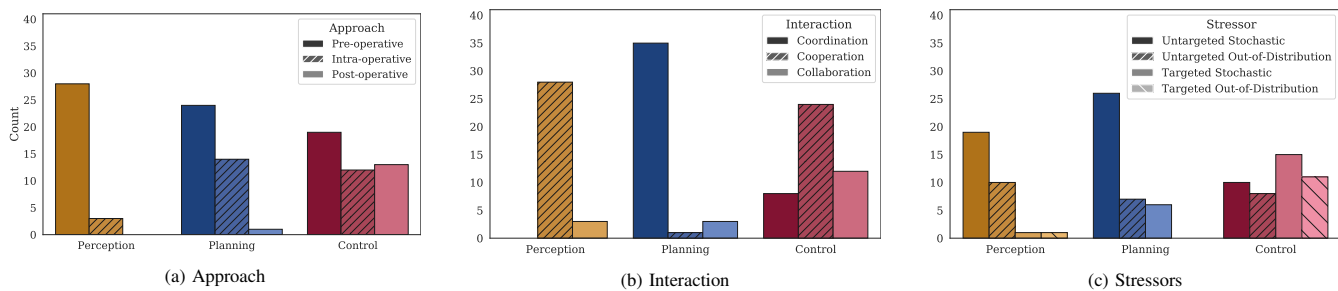 40
35
30
25
20
15
10
5
0
Count
Approach
Pre-operative
Intra-operative
Post-operative
Perception
Planning
Control
(a) Approach
40
35
30
25
20
15
10
5
0
Interaction
Coordination
Cooperation
Collaboration
Perception
Planning
Control
(b) Interaction
40
35
30
25
20
15
10
5
0
Stressor
Untargeted Stochastic
Untargeted Out-of-Distribution
Targeted Stochastic
Targeted Out-of-Distribution
Perception
Planning
Control
(c) Stressors